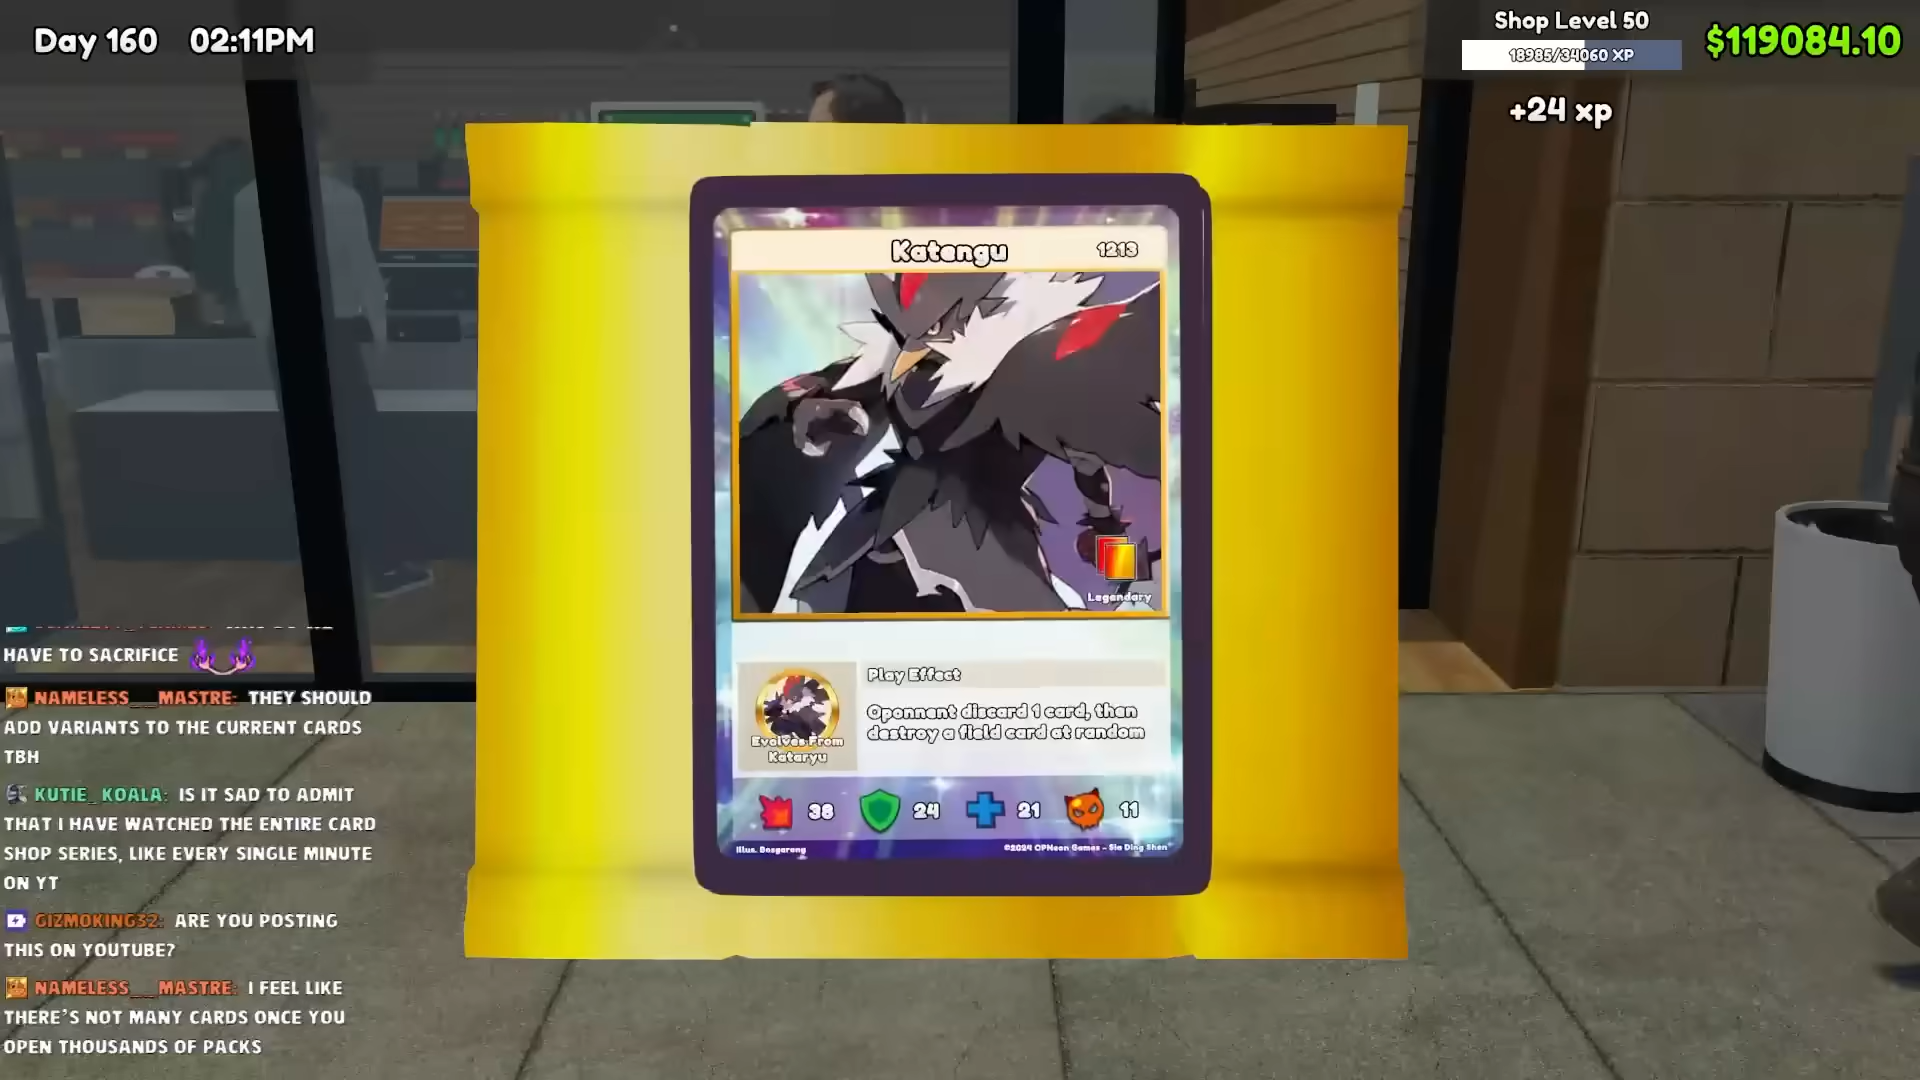 Day 160 02:11PM
Shop Level 50
18985/34060 XP
$119084.10
+24 xp
Katengu 1213
Legendary
Evolves From
Kataryu
Play Effect
Oponnent discard 1 card, then
destroy a field card at random
38 24 21 11
Illus. Bosgarong
©2024 OPNeon Games - Sia Ding Shen
HAVE TO SACRIFICE
NAMELESS__MASTRE: THEY SHOULD
ADD VARIANTS TO THE CURRENT CARDS
TBH
KUTIE_KOALA: IS IT SAD TO ADMIT
THAT I HAVE WATCHED THE ENTIRE CARD
SHOP SERIES, LIKE EVERY SINGLE MINUTE
ON YT
GIZMOKING32: ARE YOU POSTING
THIS ON YOUTUBE?
NAMELESS__MASTRE: I FEEL LIKE
THERE'S NOT MANY CARDS ONCE YOU
OPEN THOUSANDS OF PACKS